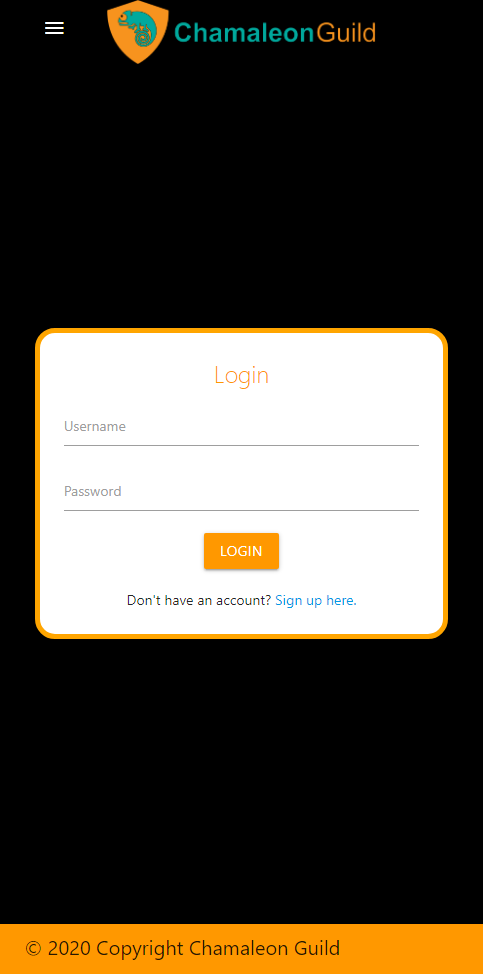 ChamaleonGuild
Login
Username
Password
LOGIN
Don't have an account? Sign up here.
© 2020 Copyright Chamaleon Guild